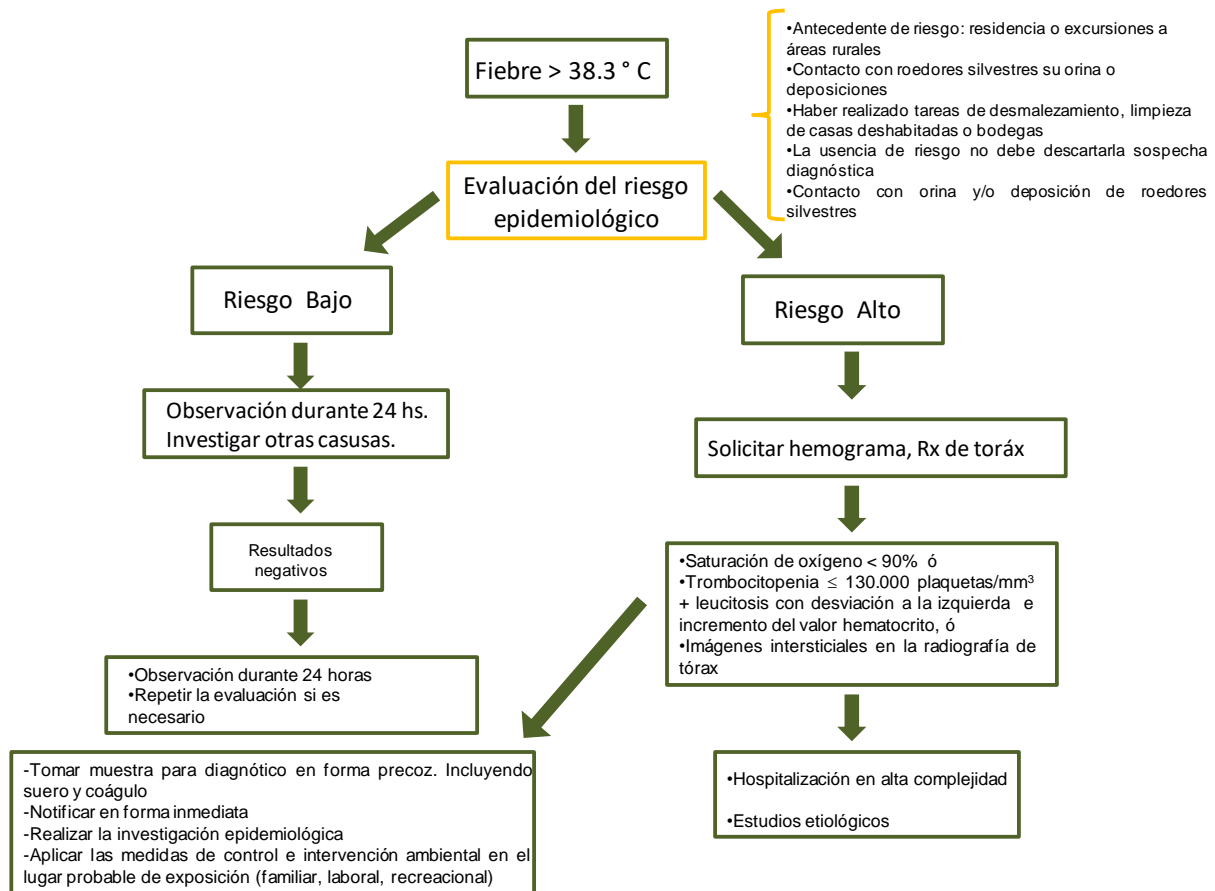 Fiebre > 38.3 ° C
•Antecedente de riesgo: residencia o excursiones a
áreas rurales
•Contacto con roedores silvestres su orina o
deposiciones
•Haber realizado tareas de desmalezamiento, limpieza
de casas deshabitadas o bodegas
•La usencia de riesgo no debe descartarla sospecha
diagnóstica
•Contacto con orina y/o deposición de roedores
silvestres
Evaluación del riesgo
epidemiológico
Riesgo Bajo
Observación durante 24 hs.
Investigar otras casusas.
Resultados
negativos
•Observación durante 24 horas
•Repetir la evaluación si es
necesario
Riesgo Alto
Solicitar hemograma, Rx de toráx
•Saturación de oxígeno < 90% ó
•Trombocitopenia ≤ 130.000 plaquetas/mm³
+ leucitosis con desviación a la izquierda e
incremento del valor hematocrito, ó
•Imágenes intersticiales en la radiografía de
tórax
-Tomar muestra para diagnótico en forma precoz. Incluyendo
suero y coágulo
-Notificar en forma inmediata
-Realizar la investigación epidemiológica
-Aplicar las medidas de control e intervención ambiental en el
lugar probable de exposición (familiar, laboral, recreacional)
•Hospitalización en alta complejidad
•Estudios etiológicos